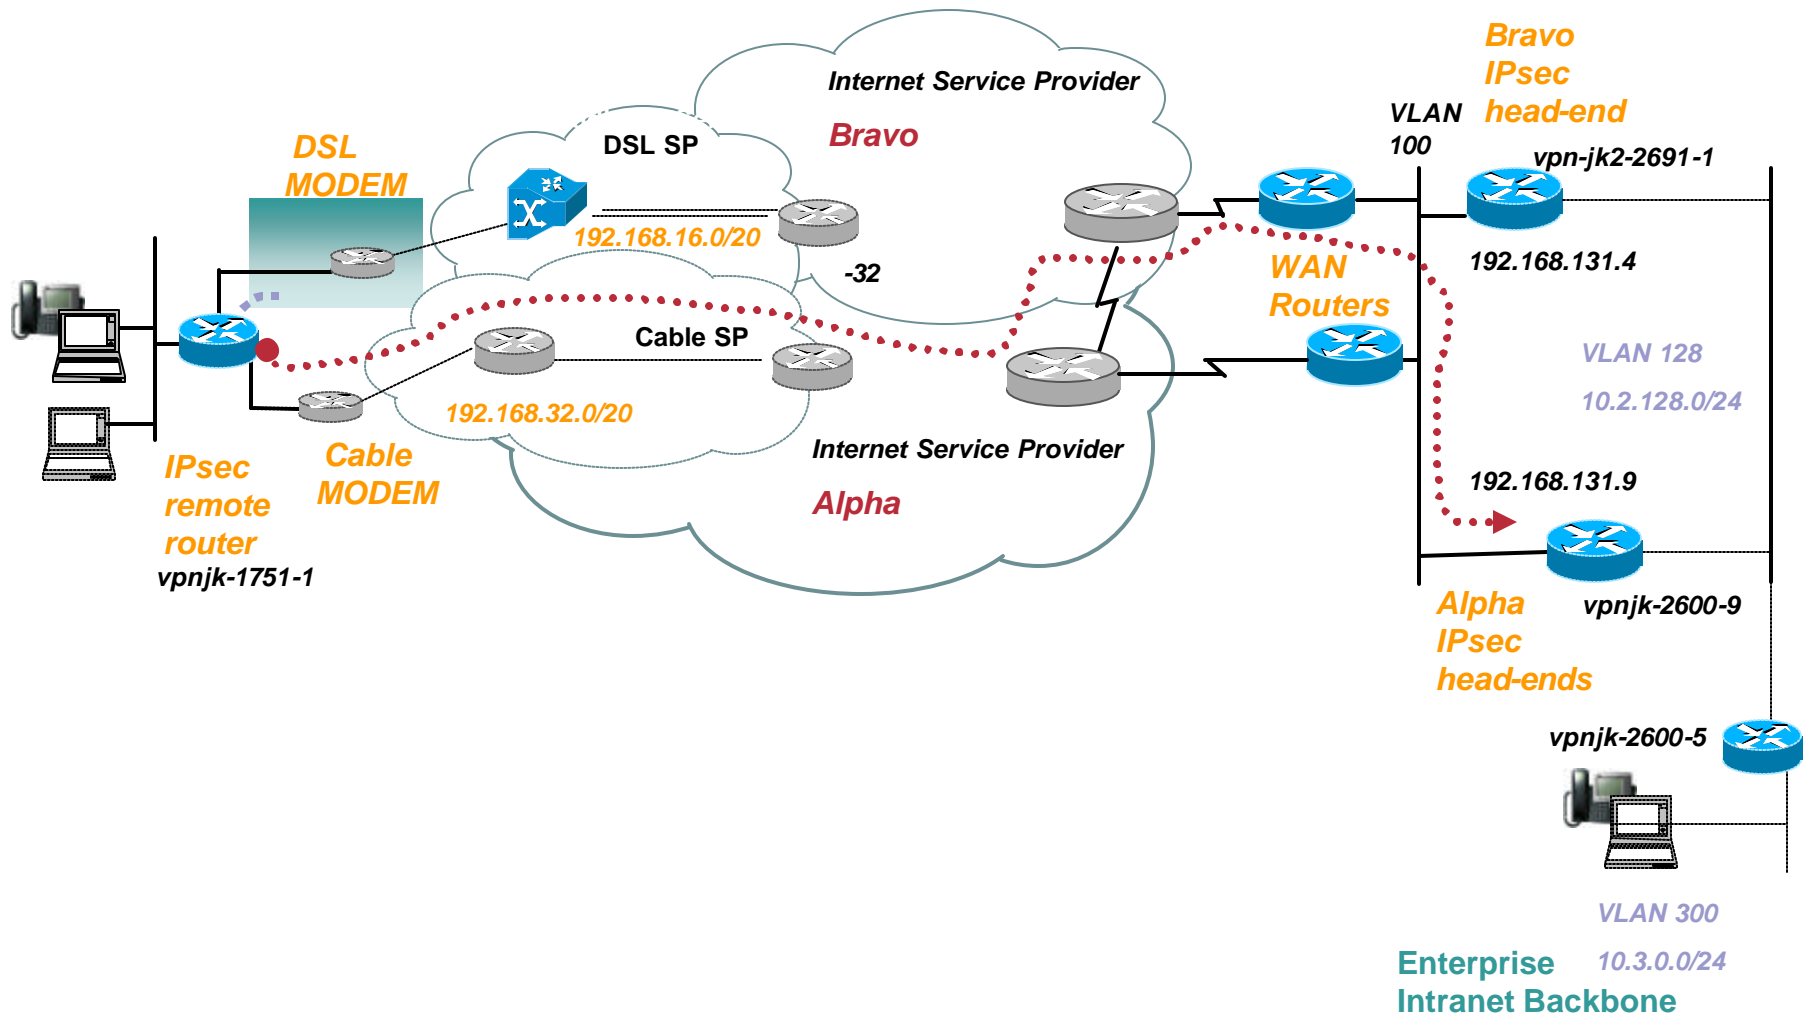 Bravo
IPsec
head-end
Internet Service Provider
Bravo
VLAN
100
DSL
MODEM
DSL SP
vpn-jk2-2691-1
192.168.16.0/20
-32
192.168.131.4
WAN
Routers
Cable SP
VLAN 128
10.2.128.0/24
192.168.32.0/20
Internet Service Provider
Alpha
IPsec
remote
router
vpnjk-1751-1
Cable
MODEM
192.168.131.9
Alpha
IPsec
head-ends
vpnjk-2600-9
vpnjk-2600-5
VLAN 300
10.3.0.0/24
Enterprise
Intranet Backbone